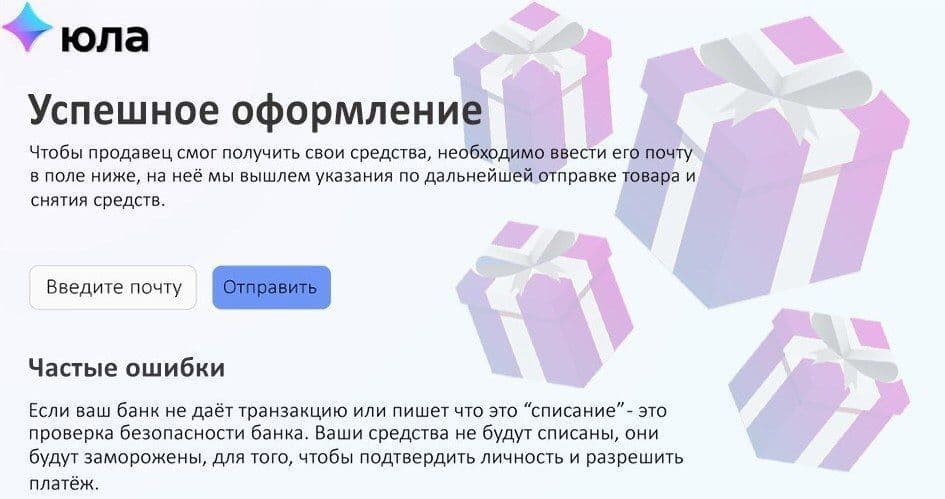 юла
Успешное оформление
Чтобы продавец смог получить свои средства, необходимо ввести его почту
в поле ниже, на неё мы вышлем указания по дальнейшей отправке товара и
снятия средств.
Введите почту
Отправить
Частые ошибки
Если ваш банк не даёт транзакцию или пишет что это “списание”- это
проверка безопасности банка. Ваши средства не будут списаны, они
будут заморожены, для того, чтобы подтвердить личность и разрешить
платёж.